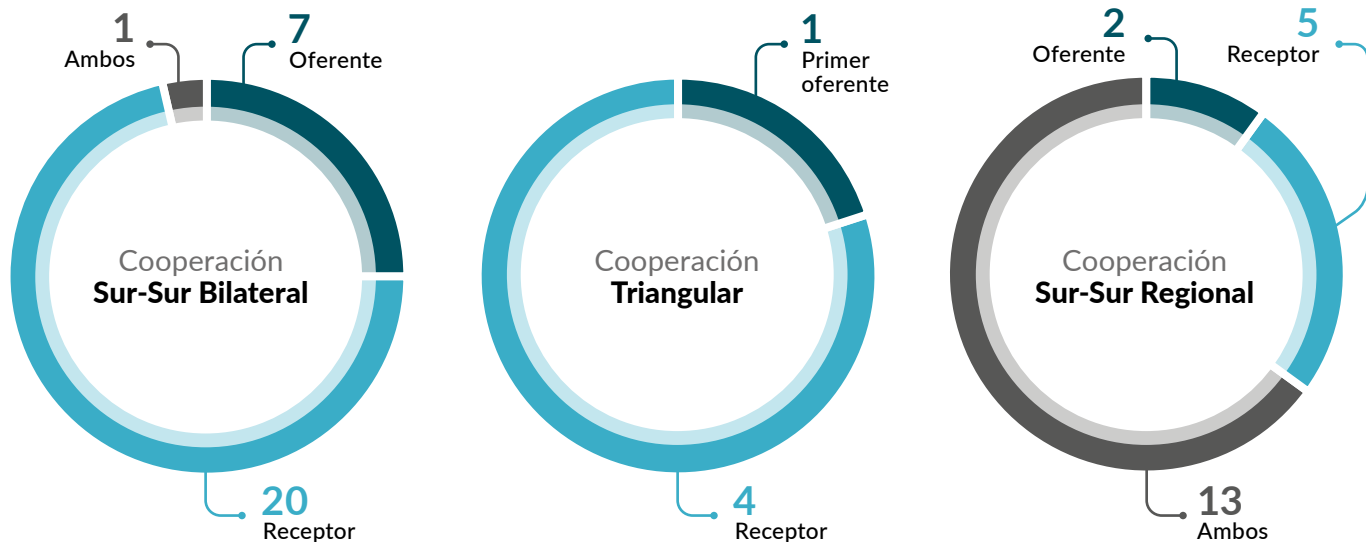 1
Ambos
7
Oferente
Cooperación
Sur-Sur Bilateral
20
Receptor
1
Primer
oferente
Cooperación
Triangular
4
Receptor
2
Oferente
5
Receptor
Cooperación
Sur-Sur Regional
13
Ambos